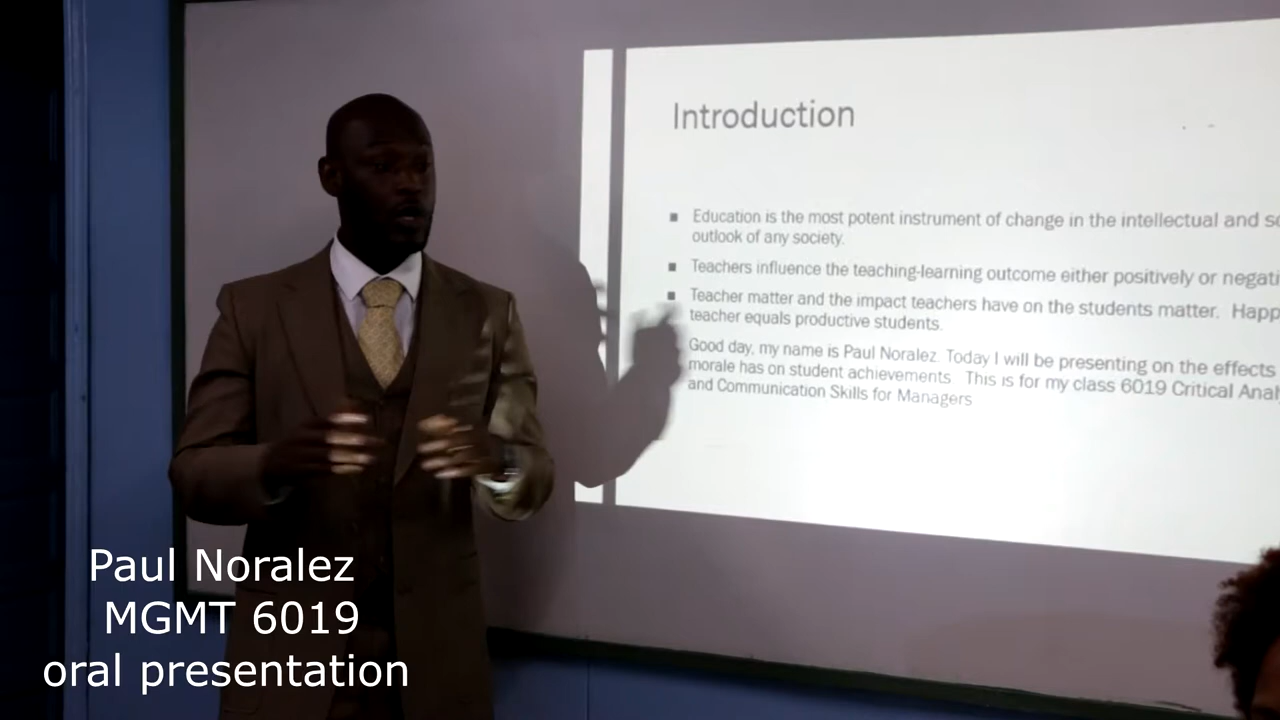 Introduction
Education is the most potent instrument of change in the intellectual and
outlook of any society.
Teachers influence the teaching-learning outcome either positively or
Teacher matter and the impact teachers have on the students matter.
teacher equals productive students.
Good day, my name is Paul Noralez. Today I will be presenting on the effects
morale has on student achievements. This is for my class 6019 Critical
and Communication Skills for Managers
Paul Noralez
MGMT 6019
oral presentation